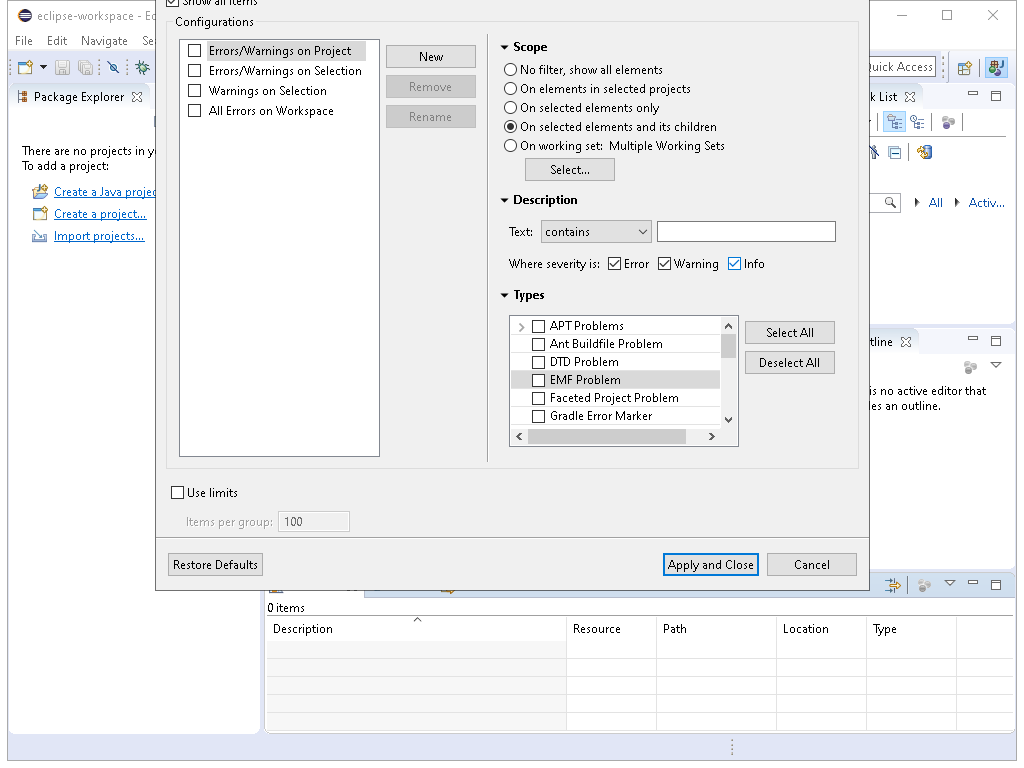 eclipse-workspace - Ec
Show all items
File Edit Navigate Se
Configurations
Errors/Warnings on Project
Errors/Warnings on Selection
Warnings on Selection
All Errors on Workspace
New
Remove
Rename
Scope
No filter, show all elements
On elements in selected projects
On selected elements only
On selected elements and its children
On working set: Multiple Working Sets
Select...
Description
Text: contains
Where severity is: Error Warning Info
Types
APT Problems
Ant Buildfile Problem
DTD Problem
EMF Problem
Faceted Project Problem
Gradle Error Marker
Select All
Deselect All
Use limits
Items per group: 100
Restore Defaults
Apply and Close
Cancel
Quick Access
Package Explorer
There are no projects in y
To add a project:
Create a Java projec
Create a project...
Import projects...
k List
All Activ...
tline
is no active editor that
les an outline.
0 items
Description Resource Path Location Type